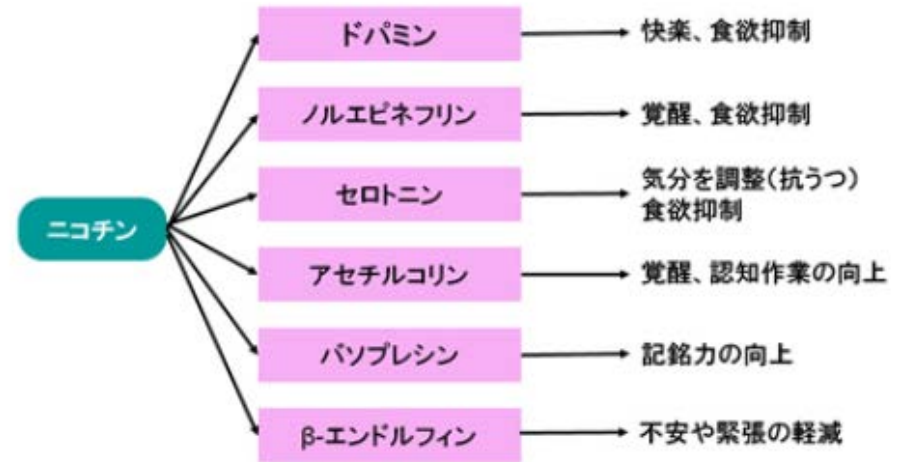 ドパミン
快楽、食欲抑制
ノルエピネフリン
覚醒、食欲抑制
セロトニン
気分を調整(抗うつ)
食欲抑制
ニコチン
アセチルコリン
覚醒、認知作業の向上
バソプレシン
記銘力の向上
β-エンドルフィン
不安や緊張の軽減